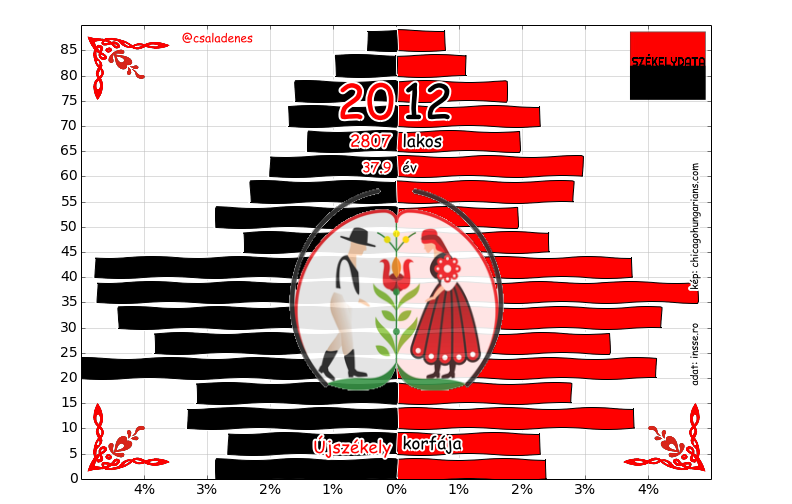 @csaladenes
SZÉKELYDATA
2012
2807 lakos
37.9 év
kép: chicagohungarians.com
adat: insse.ro
Újszékely korfája
85
80
75
70
65
60
55
50
45
40
35
30
25
20
15
10
5
0
4% 3% 2% 1% 0% 1% 2% 3% 4%